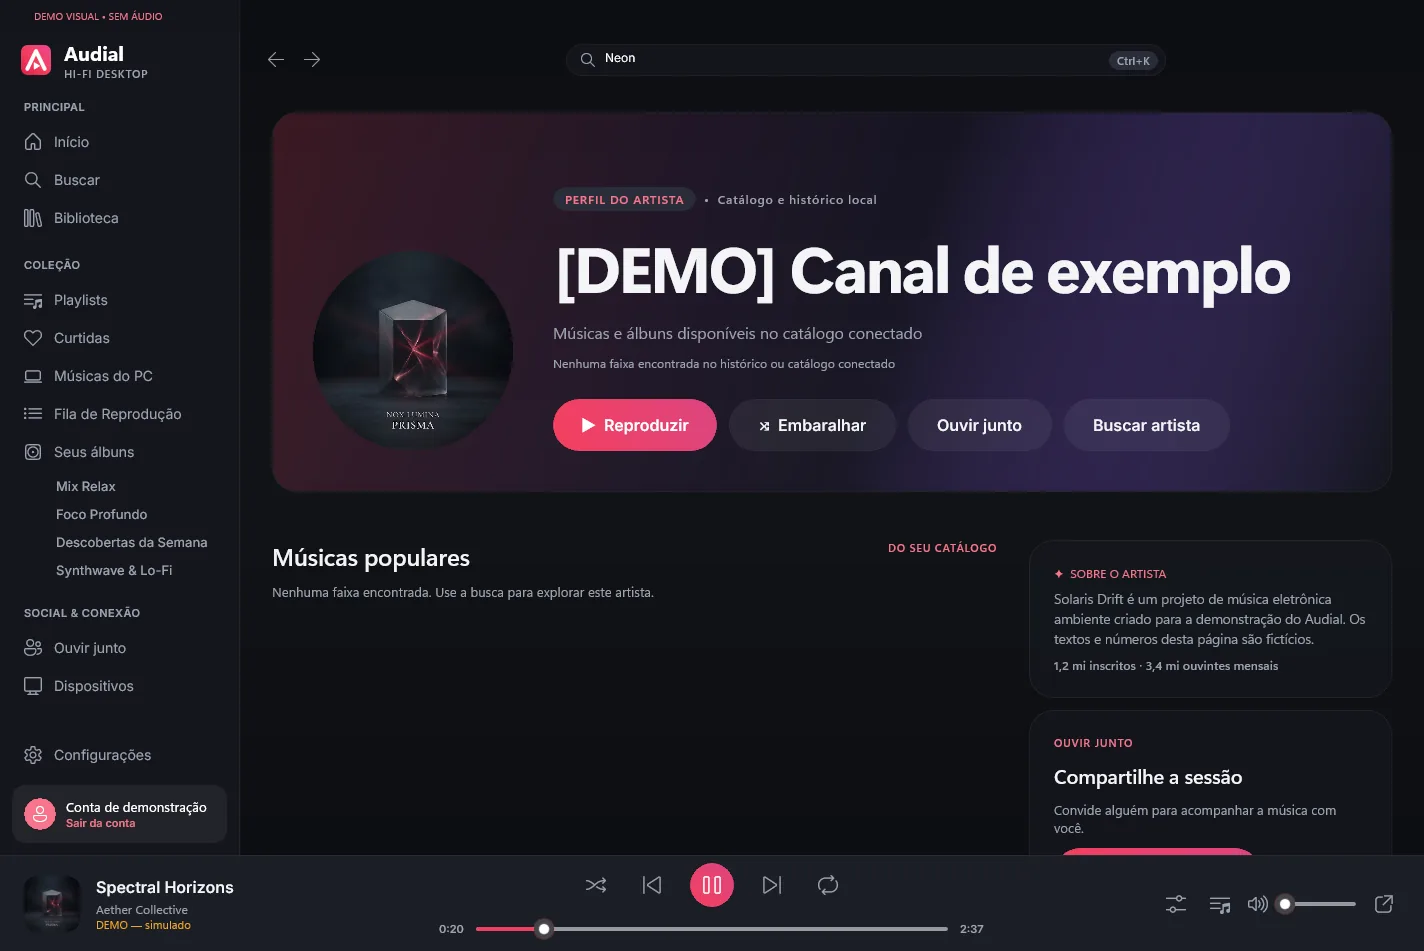 DEMO VISUAL • SEM ÁUDIO
Audial
HI-FI DESKTOP
PRINCIPAL
Início
Buscar
Biblioteca
COLEÇÃO
Playlists
Curtidas
Músicas do PC
Fila de Reprodução
Seus álbuns
Mix Relax
Foco Profundo
Descobertas da Semana
Synthwave & Lo-Fi
SOCIAL & CONEXÃO
Ouvir junto
Dispositivos
Configurações
Conta de demonstração
Sair da conta
Neon
Ctrl+K
PERFIL DO ARTISTA • Catálogo e histórico local
[DEMO] Canal de exemplo
Músicas e álbuns disponíveis no catálogo conectado
Nenhuma faixa encontrada no histórico ou catálogo conectado
Reproduzir
Embaralhar
Ouvir junto
Buscar artista
NOX LUMINA
PRISMA
Músicas populares
DO SEU CATÁLOGO
Nenhuma faixa encontrada. Use a busca para explorar este artista.
SOBRE O ARTISTA
Solaris Drift é um projeto de música eletrônica
ambiente criado para a demonstração do Audial. Os
textos e números desta página são fictícios.
1,2 mi inscritos · 3,4 mi ouvintes mensais
OUVIR JUNTO
Compartilhe a sessão
Convide alguém para acompanhar a música com
você.
Spectral Horizons
Aether Collective
DEMO — simulado
0:20
2:37